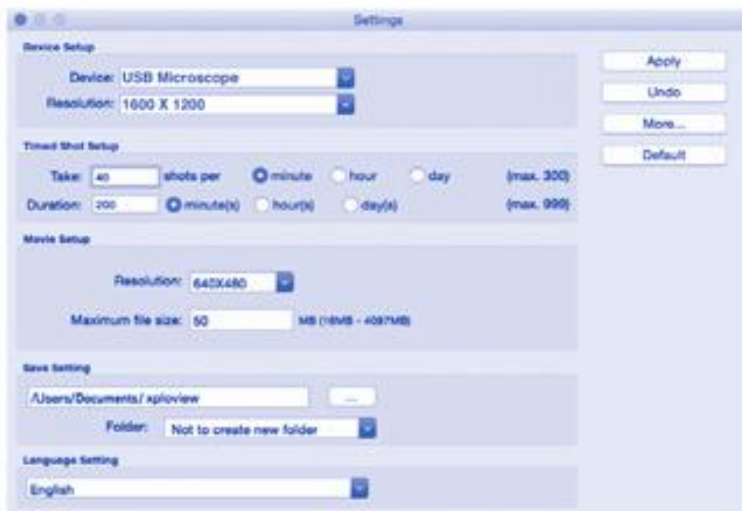 Settings
Device Setup
Device: USB Microscope
Resolution: 1600 X 1200
Apply
Undo
More...
Default
Timed Shot Setup
Take: 40 shots per minute hour day (max. 300)
Duration: 200 minute(s) hour(s) day(s) (max. 999)
Movie Setup
Resolution: 640X480
Maximum file size: 50 MB (16MB - 4097MB)
Save Setting
/Users/Documents/ xploview ...
Folder: Not to create new folder
Language Setting
English